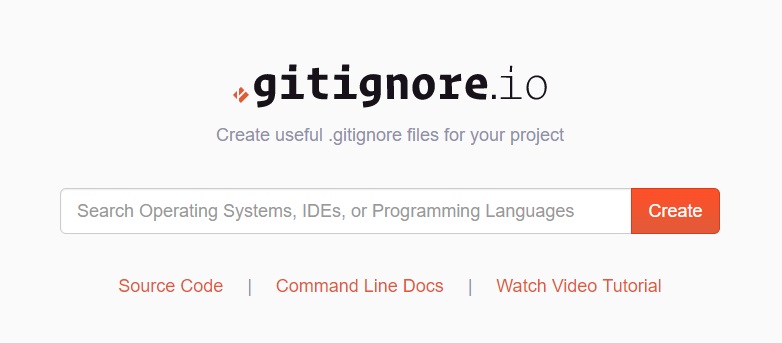 .gitignore.io
Create useful .gitignore files for your project
Search Operating Systems, IDEs, or Programming Languages
Create
Source Code | Command Line Docs | Watch Video Tutorial